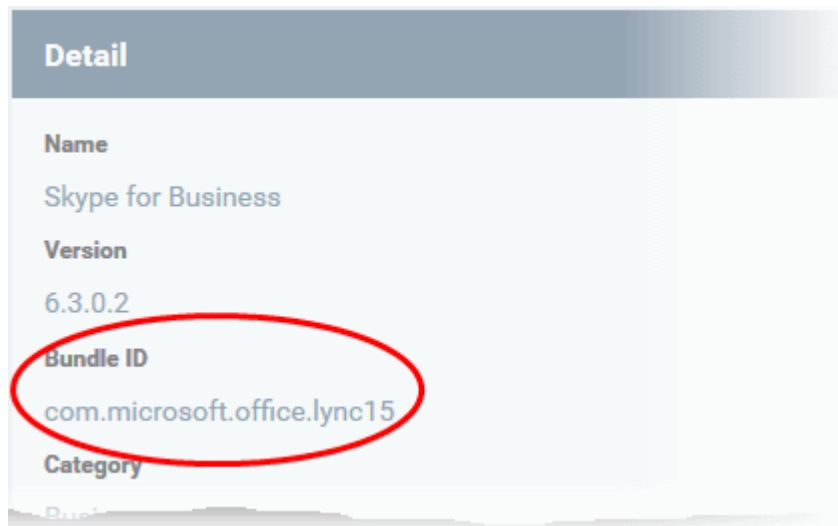 Detail
Name
Skype for Business
Version
6.3.0.2
Bundle ID
com.microsoft.office.lync15
Category